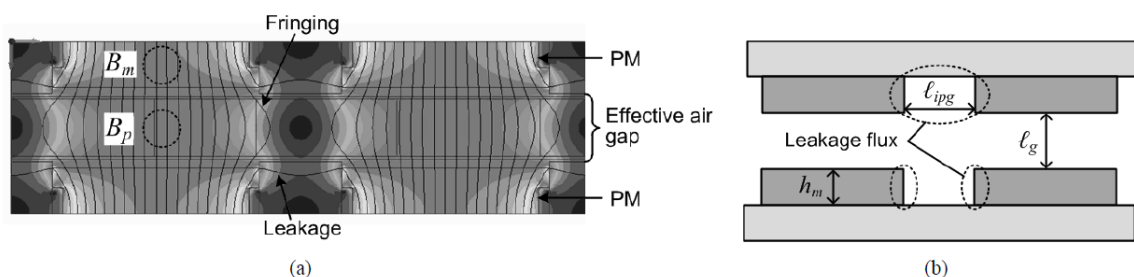 Fringing
B_m
PM
B_p
Effective air
gap
PM
Leakage
(a)
ℓ_ipg
Leakage flux
ℓ_g
h_m
(b)